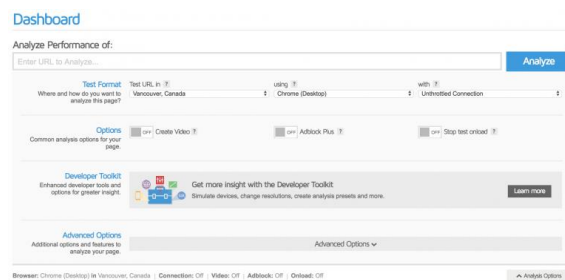 Dashboard
Analyze Performance of:
Enter URL to Analyze...
Analyze
Test Format
Where and how do you want to
analyze this page?
Test URL in ?
Vancouver, Canada
using ?
Chrome (Desktop)
with ?
Unthrottled Connection
Options
Common analysis options for your
page.
OFF Create Video ?
OFF Adblock Plus ?
OFF Stop test onload ?
Developer Toolkit
Enhanced developer tools and
options for greater insight.
Get more insight with the Developer Toolkit
Simulate devices, change resolutions, create analysis presets and more.
Learn more
Advanced Options
Additional options and features to
analyze your page.
Advanced Options
Browser: Chrome (Desktop) in Vancouver, Canada | Connection: Off | Video: Off | Adblock: Off | Onload: Off
Analysis Options